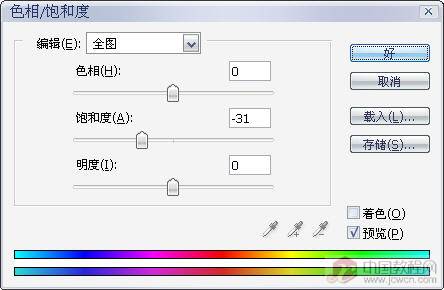 色相/饱和度
编辑(E): 全图
色相(H): 0
饱和度(A): -31
明度(I): 0
好
取消
载入(L)...
存储(S)...
着色(O)
预览(P)
中国教程网
www.jcwcn.com